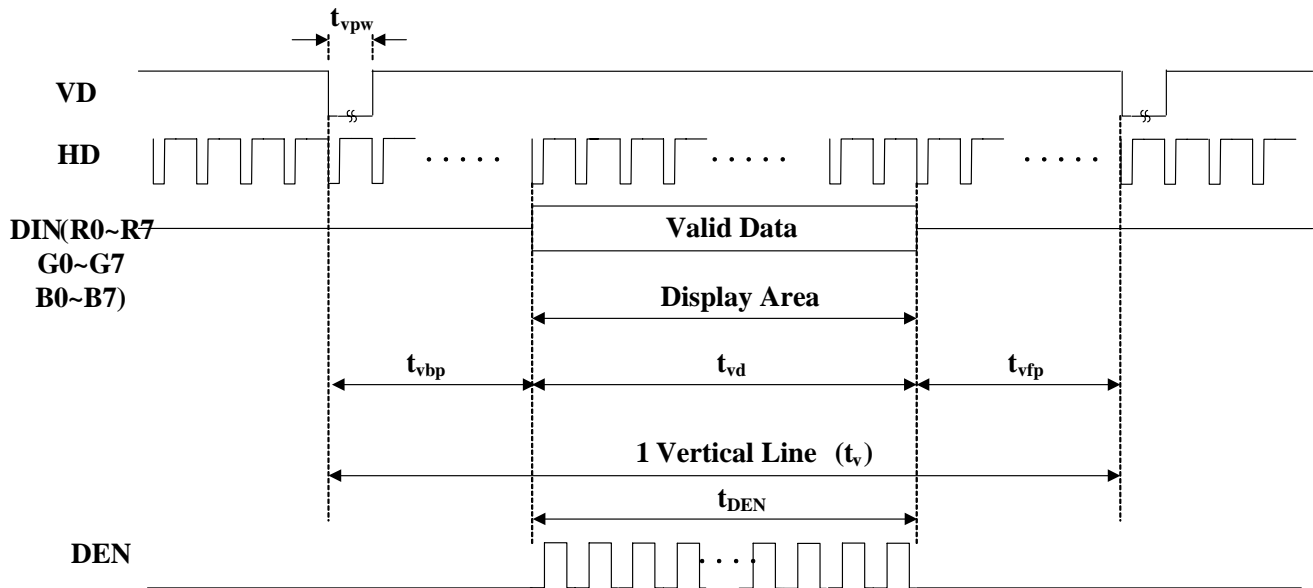 t_vpw
VD
HD
DIN(R0~R7
G0~G7
B0~B7)
Valid Data
Display Area
t_vbp
t_vd
t_vfp
1 Vertical Line (t_v)
t_DEN
DEN